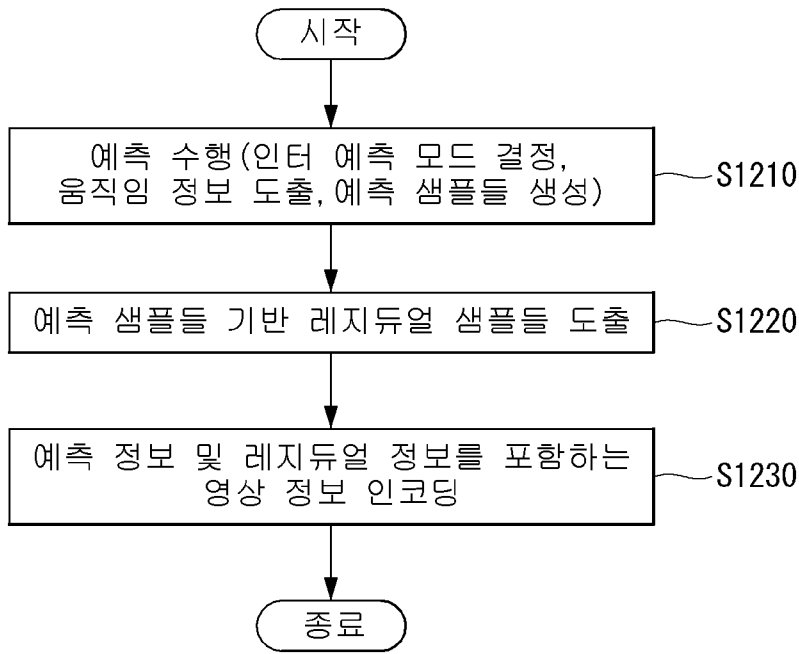 시작
예측 수행(인터 예측 모드 결정,
움직임 정보 도출, 예측 샘플들 생성)
S1210
예측 샘플들 기반 레지듀얼 샘플들 도출
S1220
예측 정보 및 레지듀얼 정보를 포함하는
영상 정보 인코딩
S1230
종료